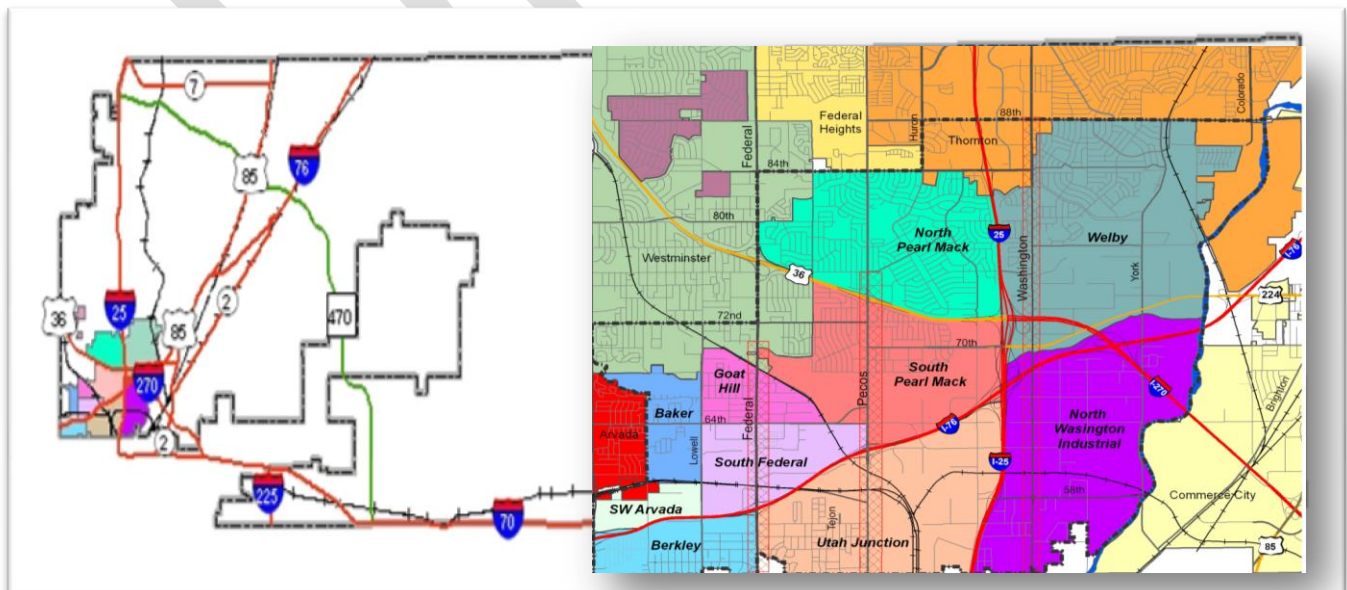 7
76
85
36
25
85
2
470
270
2
225
70
Federal
Federal
Heights
Huron
Thornton
88th
Colorado
84th
80th
North
Pearl Mack
25
Washington
Welby
York
I-76
Westminster
36
224
72nd
70th
Goat
Hill
South
Pearl Mack
Pecos
I-270
Brighton
Baker
64th
Federal
Arvada
Lowell
I-76
North
Wasington
Industrial
South Federal
I-25
58th
Commerce City
SW Arvada
Tejon
Berkley
Utah Junction
85